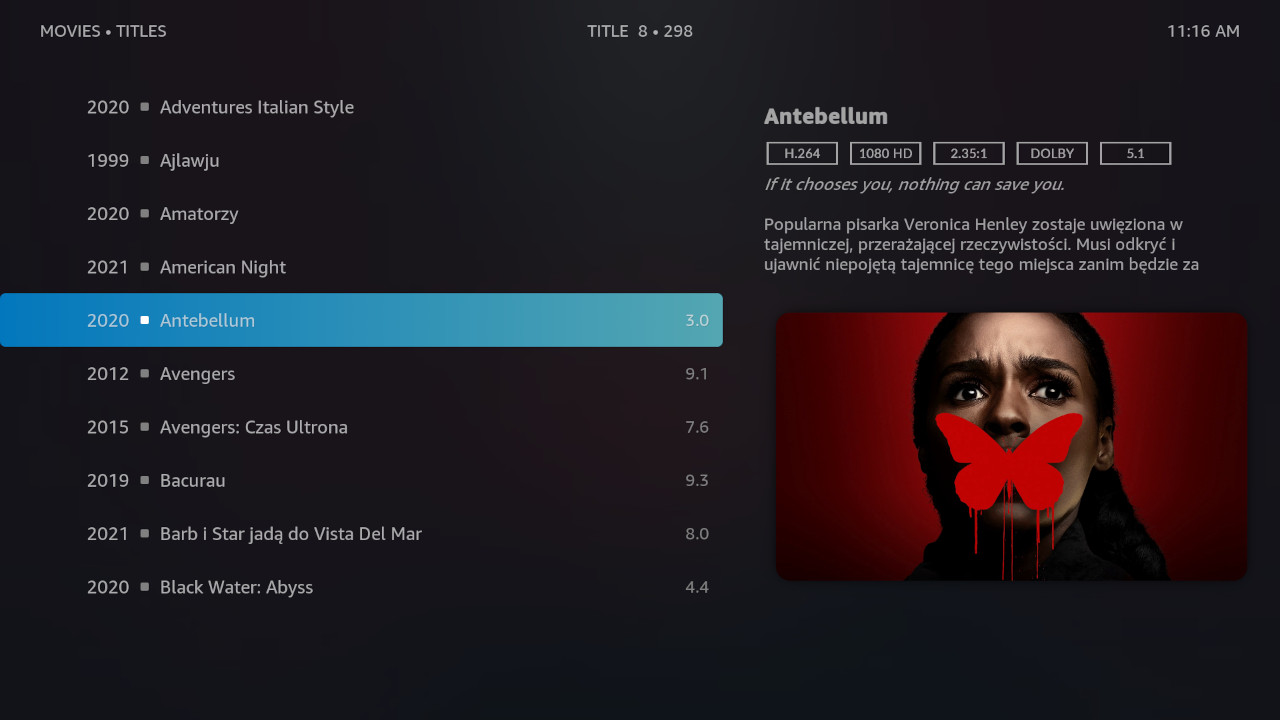 MOVIES • TITLES
TITLE 8 • 298
11:16 AM
2020 ■ Adventures Italian Style
1999 ■ Ajlawju
2020 ■ Amatorzy
2021 ■ American Night
2020 ■ Antebellum 3.0
2012 ■ Avengers 9.1
2015 ■ Avengers: Czas Ultrona 7.6
2019 ■ Bacurau 9.3
2021 ■ Barb i Star jadą do Vista Del Mar 8.0
2020 ■ Black Water: Abyss 4.4
Antebellum
H.264 1080 HD 2.35:1 DOLBY 5.1
If it chooses you, nothing can save you.
Popularna pisarka Veronica Henley zostaje uwięziona w
tajemniczej, przerażającej rzeczywistości. Musi odkryć i
ujawnić niepojętą tajemnicę tego miejsca zanim będzie za